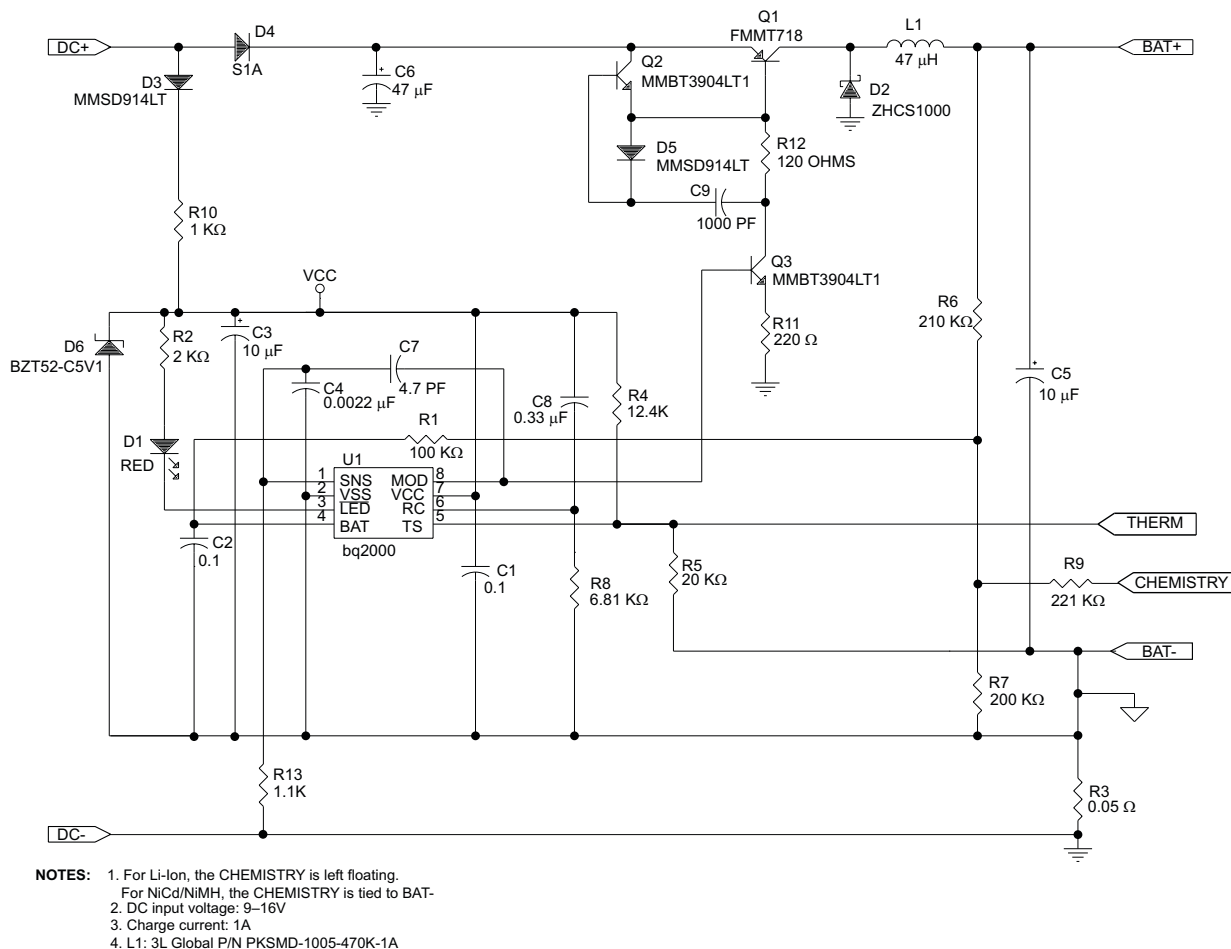 DC+
D4
S1A
D3
MMSD914LT
+
C6
47 µF
Q2
MMBT3904LT1
Q1
FMMT718
L1
47 µH
BAT+
D2
ZHCS1000
D5
MMSD914LT
R12
120 OHMS
C9
1000 PF
R10
1 KΩ
Q3
MMBT3904LT1
VCC
R6
210 KΩ
R11
220 Ω
D6
BZT52-C5V1
R2
2 KΩ
+
C3
10 µF
C7
4.7 PF
C4
0.0022 µF
C8
0.33 µF
R4
12.4K
+
C5
10 µF
R1
100 KΩ
D1
RED
U1
1 SNS MOD 8
2 VSS VCC 7
3 LED RC 6
4 BAT TS 5
bq2000
THERM
C2
0.1
C1
0.1
R8
6.81 KΩ
R5
20 KΩ
R9
221 KΩ
CHEMISTRY
BAT-
R7
200 KΩ
R13
1.1K
R3
0.05 Ω
DC-
NOTES: 1. For Li-Ion, the CHEMISTRY is left floating.
For NiCd/NiMH, the CHEMISTRY is tied to BAT-
2. DC input voltage: 9–16V
3. Charge current: 1A
4. L1: 3L Global P/N PKSMD-1005-470K-1A